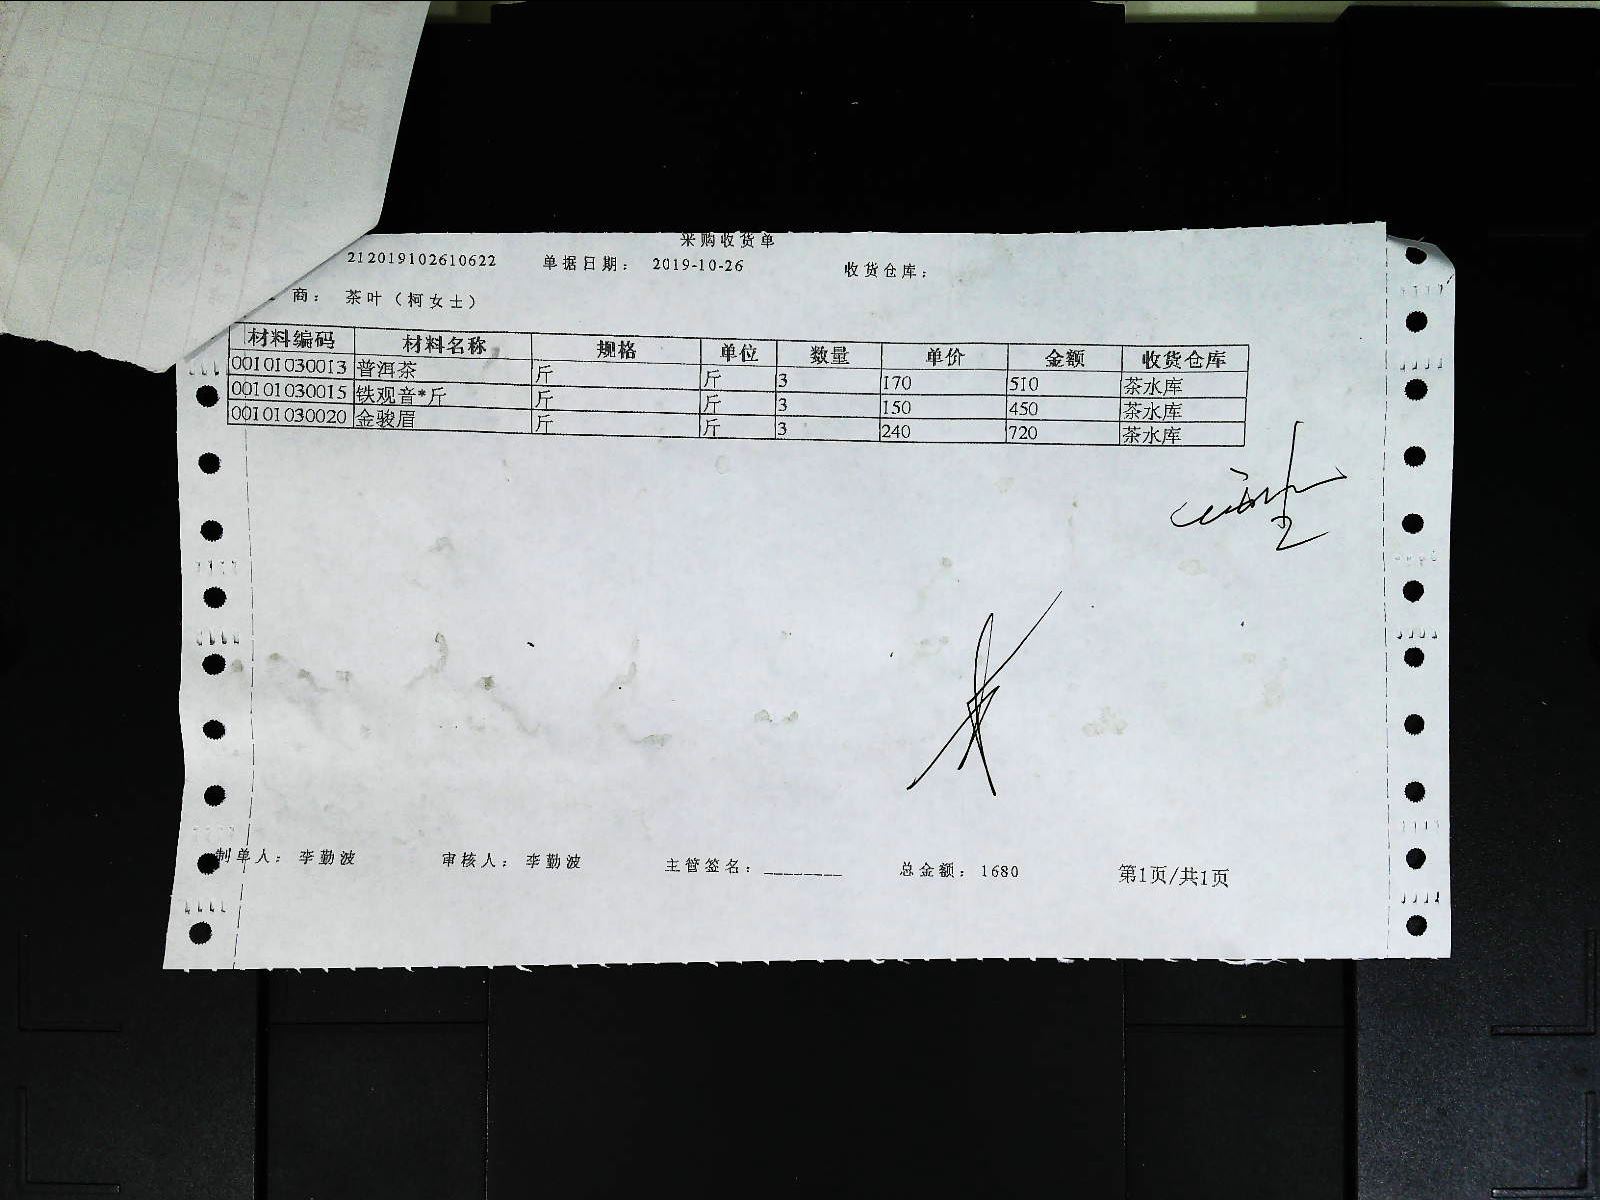 采购收货单
212019102610622 单据日期： 2019-10-26 收货仓库：
商： 茶叶（柯女士）
材料编码 材料名称 规格 单位 数量 单价 金额 收货仓库
00101030013 普洱茶 斤 斤 3 170 510 茶水库
00101030015 铁观音*斤 斤 斤 3 150 450 茶水库
00101030020 金骏眉 斤 斤 3 240 720 茶水库
制单人： 李勤波 审核人： 李勤波 主管签名：________ 总金额： 1680 第1页/共1页